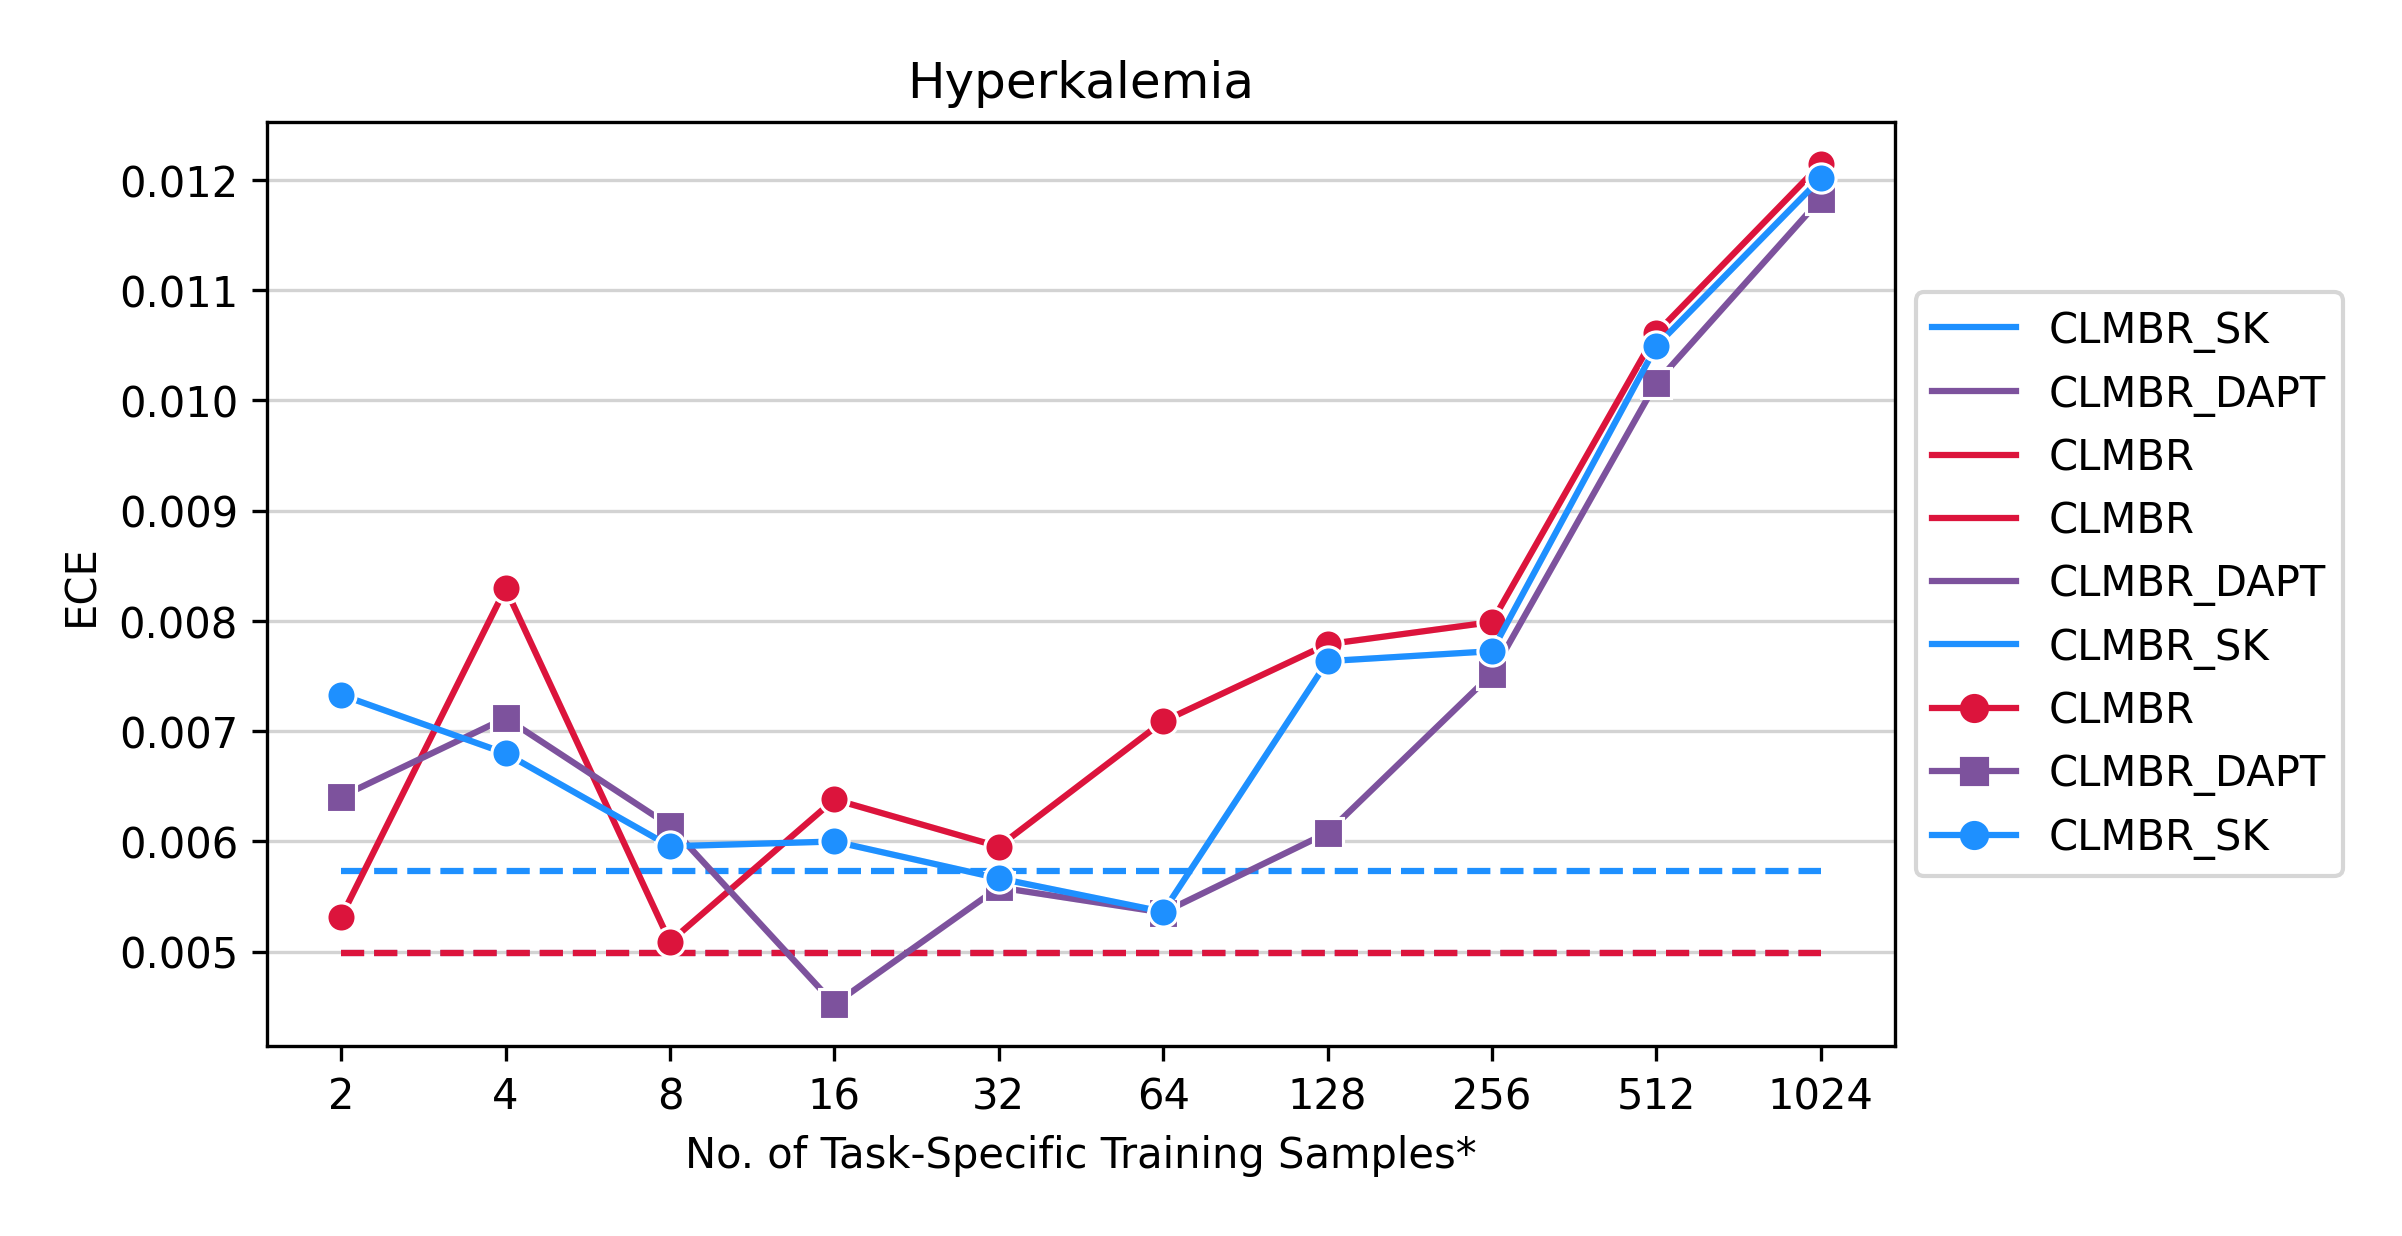 Hyperkalemia
0.012
0.011
0.010
0.009
0.008
0.007
0.006
0.005
ECE
2 4 8 16 32 64 128 256 512 1024
No. of Task-Specific Training Samples*
CLMBR_SK
CLMBR_DAPT
CLMBR
CLMBR
CLMBR_DAPT
CLMBR_SK
CLMBR
CLMBR_DAPT
CLMBR_SK